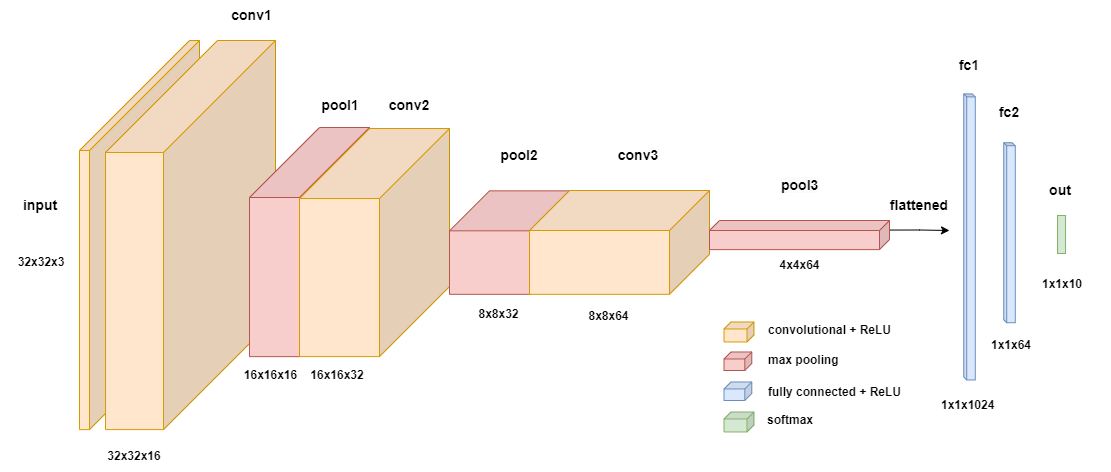 conv1
input
32x32x3
32x32x16
pool1
conv2
16x16x16
16x16x32
pool2
conv3
8x8x32
8x8x64
pool3
4x4x64
flattened
fc1
1x1x1024
fc2
1x1x64
out
1x1x10
convolutional + ReLU
max pooling
fully connected + ReLU
softmax